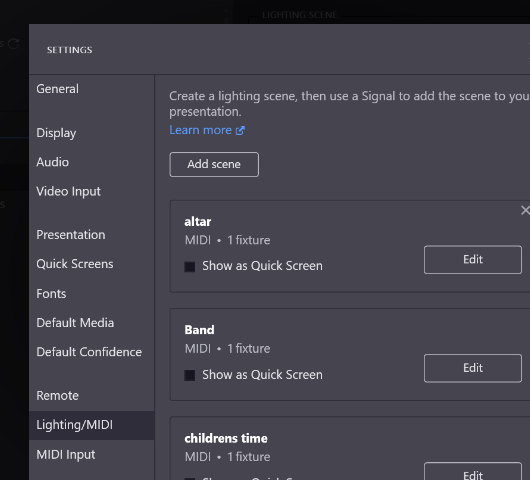 LIGHTING SCENE
SETTINGS
General
Display
Audio
Video Input
Presentation
Quick Screens
Fonts
Default Media
Default Confidence
Remote
Lighting/MIDI
MIDI Input
Create a lighting scene, then use a Signal to add the scene to you
presentation.
Learn more
Add scene
altar
MIDI • 1 fixture
Show as Quick Screen
Edit
Band
MIDI • 1 fixture
Show as Quick Screen
Edit
childrens time
MIDI • 1 fixture
Edit